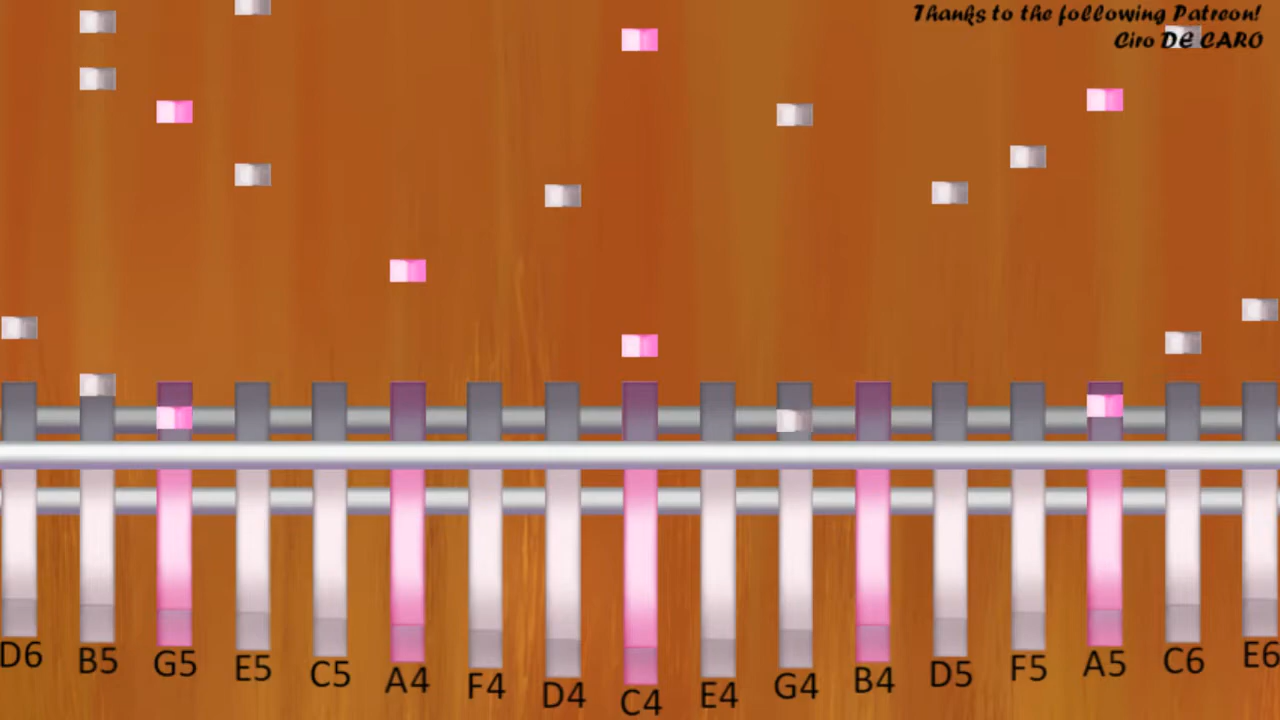 Thanks to the following Patreon!
Ciro DE CARO
D6 B5 G5 E5 C5 A4 F4 D4 C4 E4 G4 B4 D5 F5 A5 C6 E6